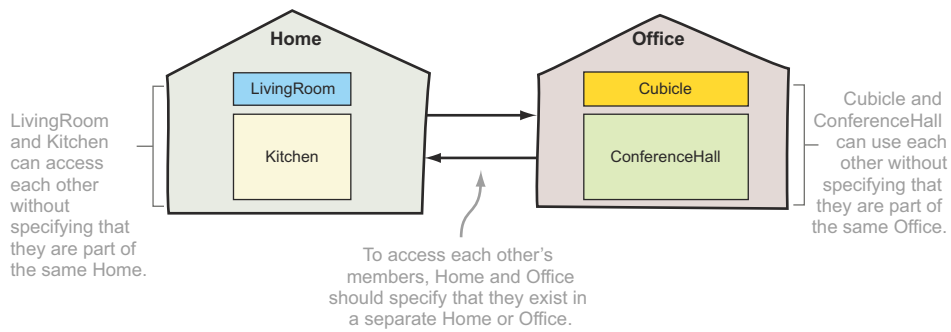 Home
LivingRoom
Kitchen
LivingRoom
and Kitchen
can access
each other
without
specifying that
they are part of
the same Home.
Office
Cubicle
ConferenceHall
Cubicle and
ConferenceHall
can use each
other without
specifying that
they are part of
the same Office.
To access each other’s
members, Home and Office
should specify that they exist in
a separate Home or Office.